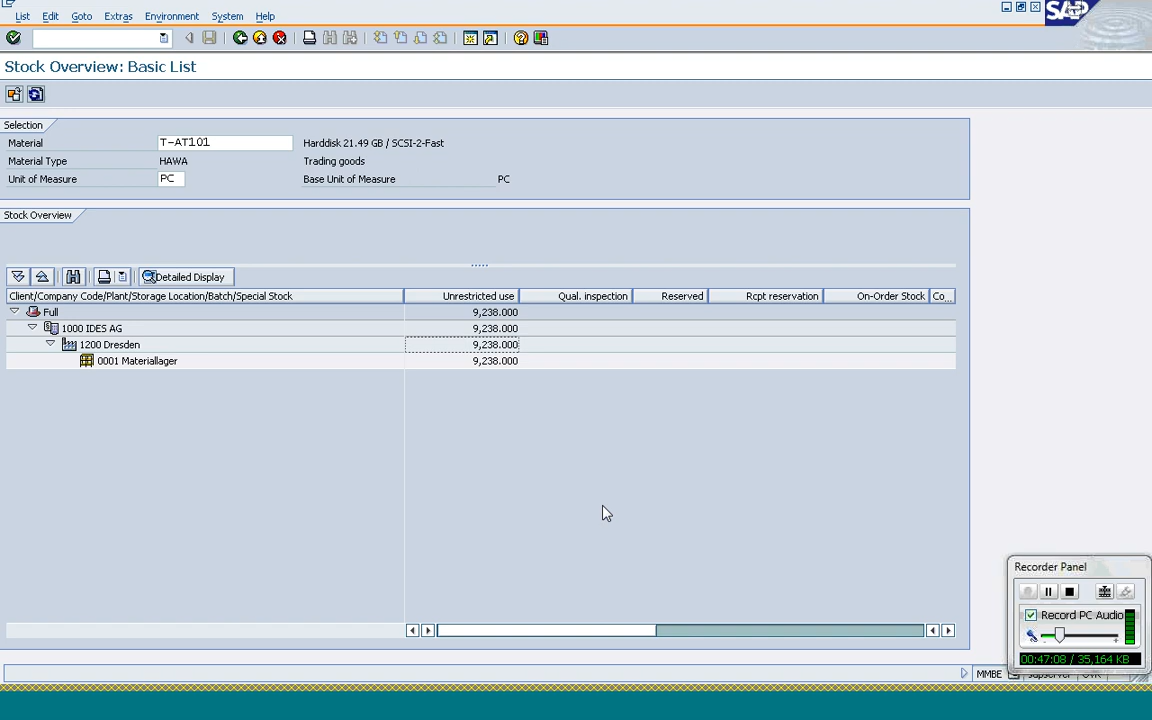 List Edit Goto Extras Environment System Help
SAP
Stock Overview: Basic List
Selection
Material T-AT101 Harddisk 21.49 GB / SCSI-2-Fast
Material Type HAWA Trading goods
Unit of Measure PC Base Unit of Measure PC
Stock Overview
Detailed Display
Client/Company Code/Plant/Storage Location/Batch/Special Stock Unrestricted use Qual. inspection Reserved Rcpt reservation On-Order Stock Co...
Full 9,238.000
1000 IDES AG 9,238.000
1200 Dresden 9,238.000
0001 Materiallager 9,238.000
Recorder Panel
Record PC Audio
00:47:08 / 35,164 KB
MMBE